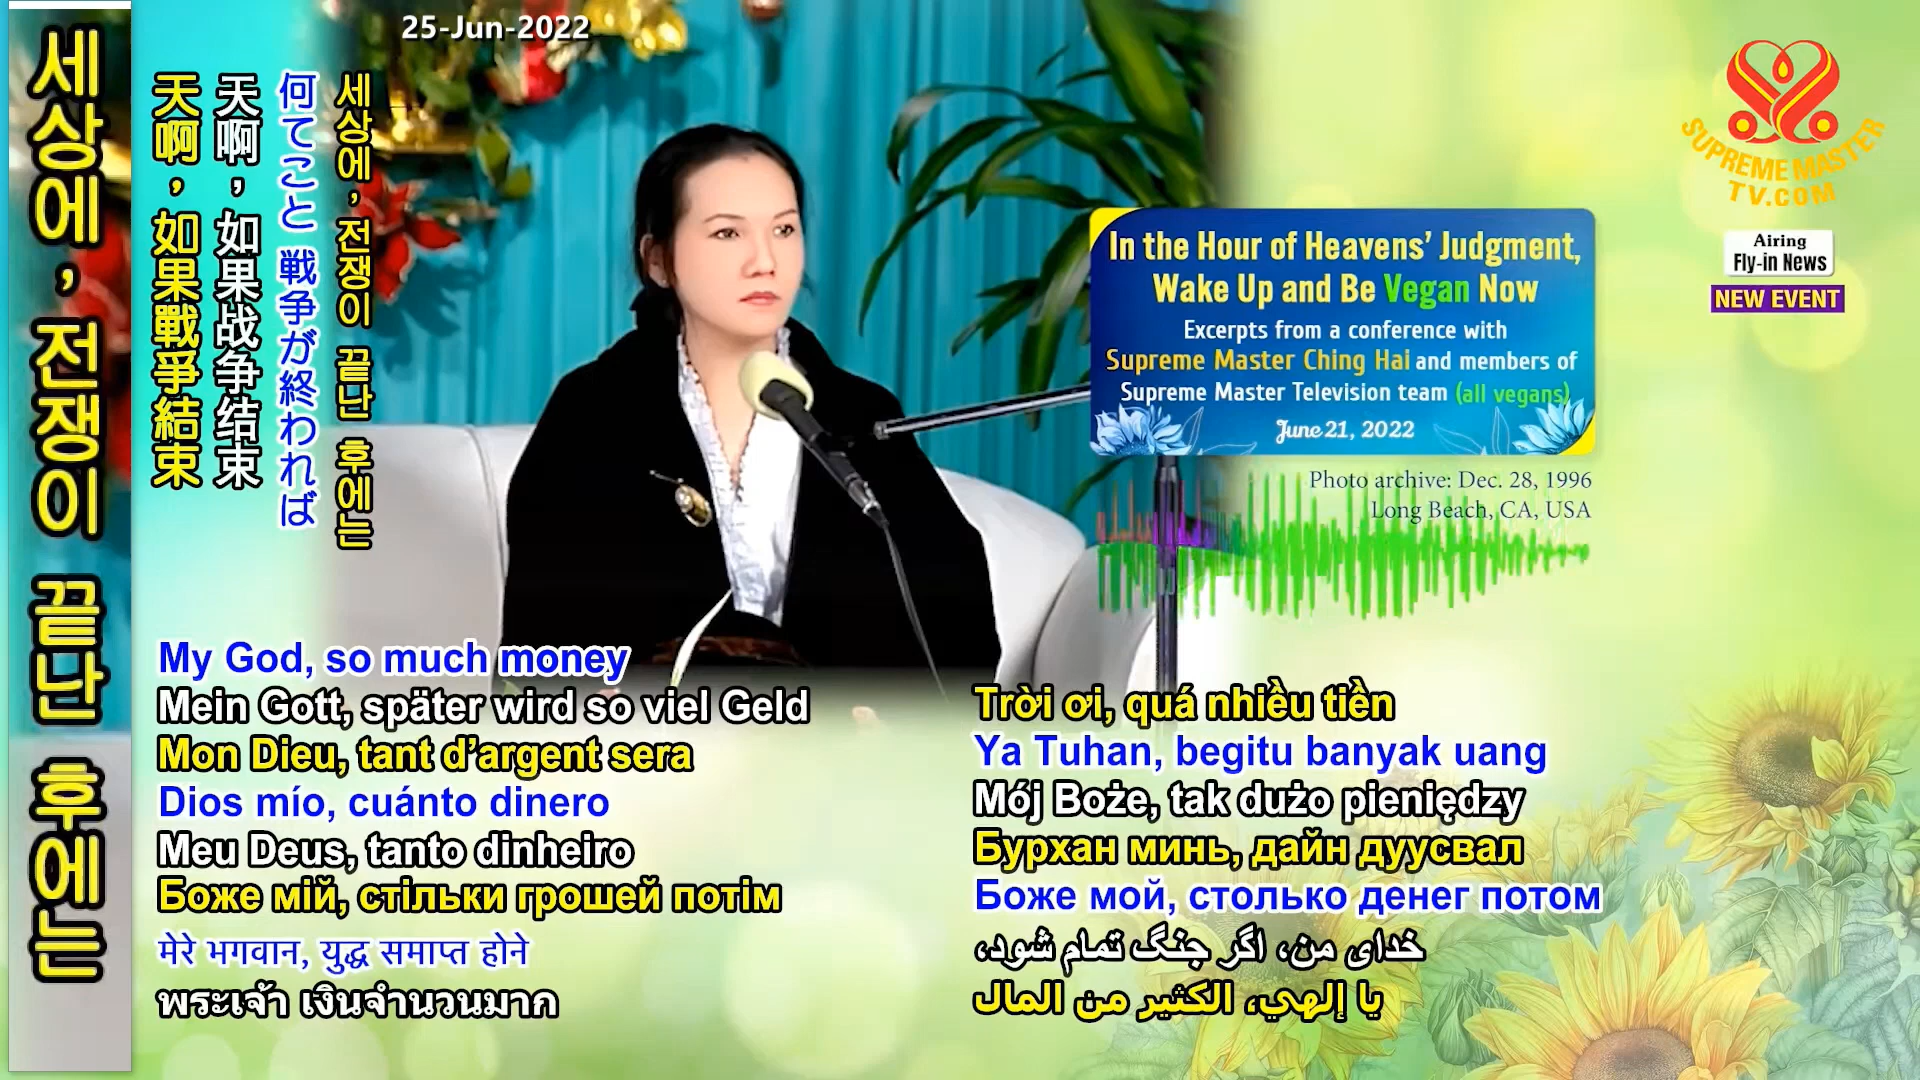 25-Jun-2022
세상에, 전쟁이 끝난 후에는
天啊，如果戰爭結束
天啊，如果战争结束
何てこと 戦争が終われば
세상에, 전쟁이 끝난 후에는
SUPREME MASTER
TV.COM
Airing
Fly-in News
NEW EVENT
In the Hour of Heavens’ Judgment,
Wake Up and Be Vegan Now
Excerpts from a conference with
Supreme Master Ching Hai and members of
Supreme Master Television team (all vegans)
June 21, 2022
Photo archive: Dec. 28, 1996
Long Beach, CA, USA
My God, so much money
Mein Gott, später wird so viel Geld
Mon Dieu, tant d’argent sera
Dios mío, cuánto dinero
Meu Deus, tanto dinheiro
Боже мій, стільки грошей потім
मेरे भगवान, युद्ध समाप्त होने
พระเจ้า เงินจำนวนมาก
Trời ơi, quá nhiều tiền
Ya Tuhan, begitu banyak uang
Mój Boże, tak dużo pieniędzy
Бурхан минь, дайн дуусвал
Боже мой, столько денег потом
خدای من، اگر جنگ تمام شود،
يا إلهي، الكثير من المال